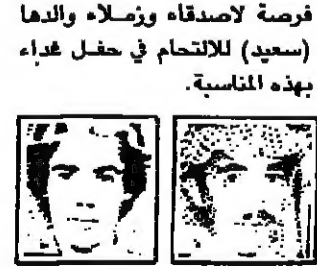 فرصة لاصدقاء وزملاء والدها
(سعيد) للالتحام في حفل غداء
بهذه المناسبة.